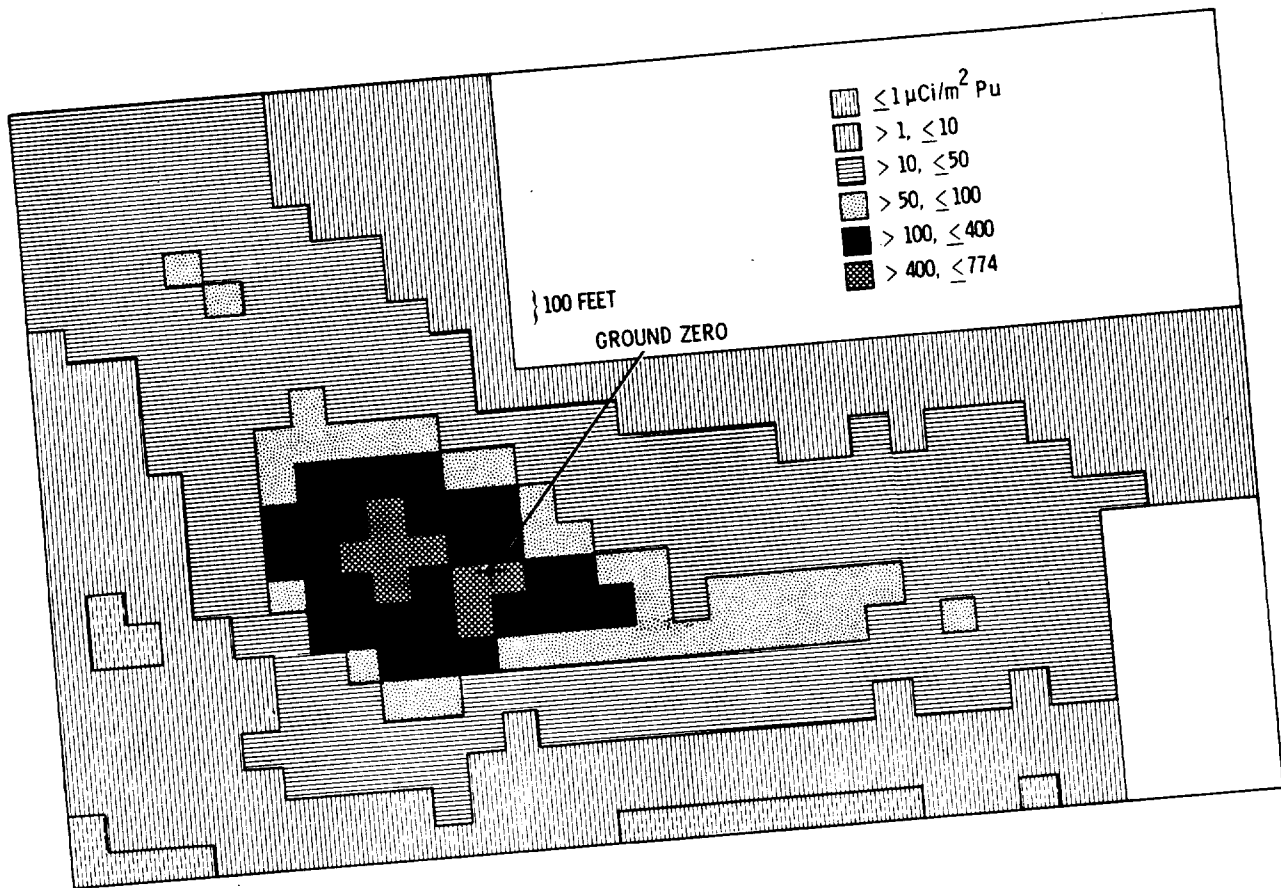 ≤1 µCi/m² Pu
> 1, ≤10
> 10, ≤50
> 50, ≤100
> 100, ≤400
> 400, ≤774
}100 FEET
GROUND ZERO